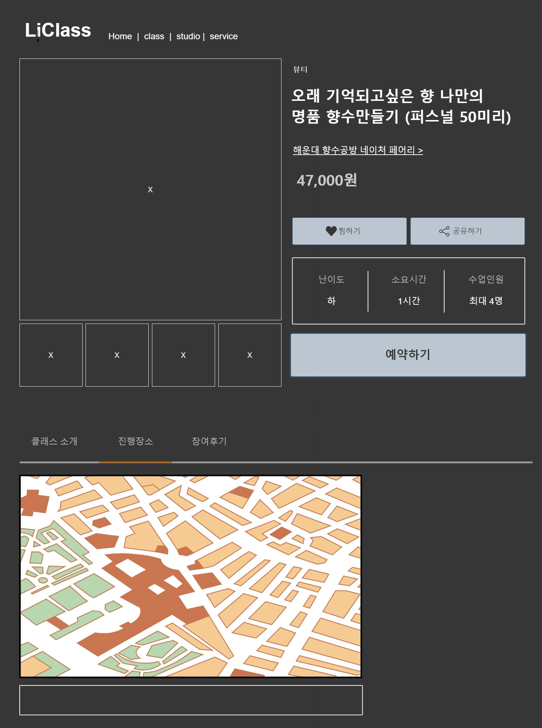 LiClass
Home | class | studio | service
뷰티
오래 기억되고싶은 향 나만의
명품 향수만들기 (퍼스널 50미리)
해운대 향수공방 네이처 페어리 >
47,000원
찜하기
공유하기
난이도
소요시간
수업인원
하
1시간
최대 4명
예약하기
X
X
X
X
X
클래스 소개
진행장소
참여후기